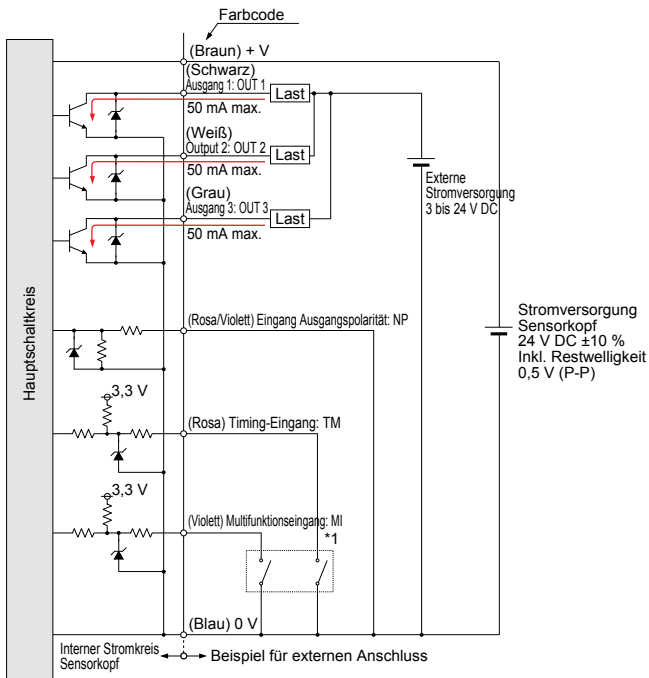 Farbcode
(Braun) + V
(Schwarz)
Ausgang 1: OUT 1
Last
50 mA max.
(Weiß)
Output 2: OUT 2
Last
50 mA max.
Externe
Stromversorgung
3 bis 24 V DC
(Grau)
Ausgang 3: OUT 3
Last
50 mA max.
Hauptschaltkreis
(Rosa/Violett) Eingang Ausgangspolarität: NP
Stromversorgung
Sensorkopf
24 V DC ±10 %
Inkl. Restwelligkeit
0,5 V (P-P)
3,3 V
(Rosa) Timing-Eingang: TM
3,3 V
(Violett) Multifunktionseingang: MI
*1
(Blau) 0 V
Interner Stromkreis
Sensorkopf
Beispiel für externen Anschluss